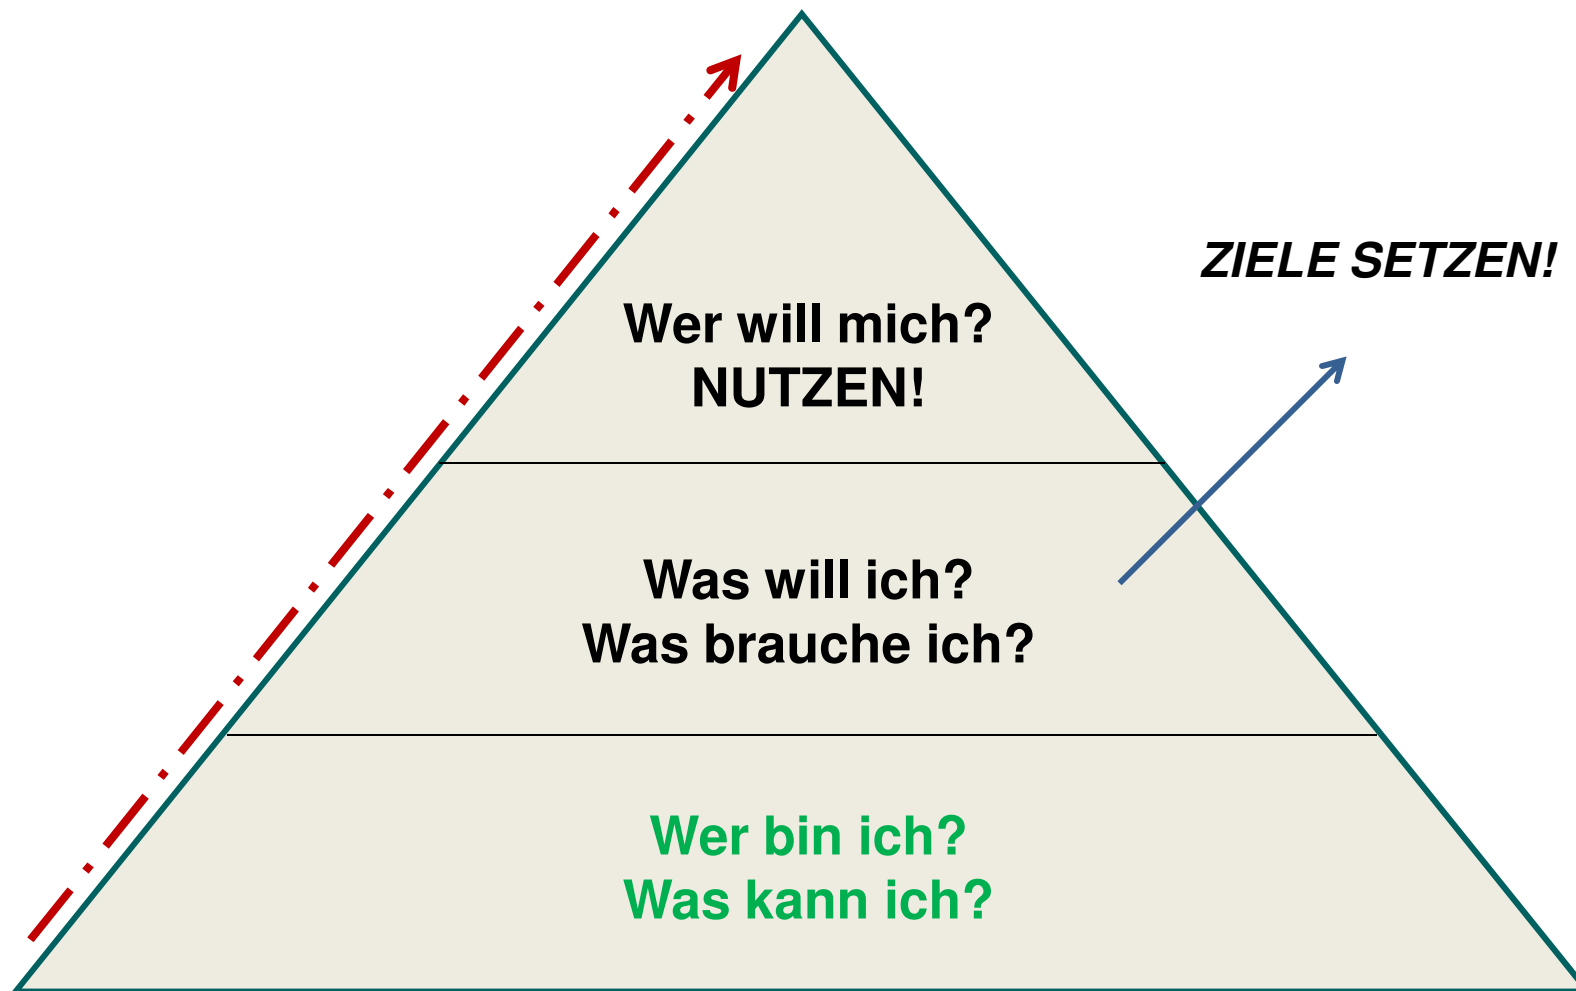 ZIELE SETZEN!
Wer will mich?
NUTZEN!
Was will ich?
Was brauche ich?
Wer bin ich?
Was kann ich?